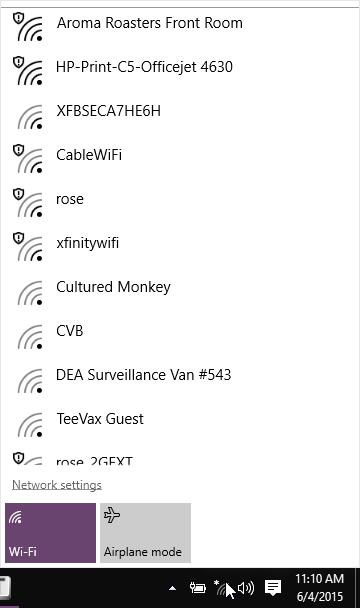 Aroma Roasters Front Room
HP-Print-C5-Officejet 4630
XFBSECA7HE6H
CableWiFi
rose
xfinitywifi
Cultured Monkey
CVB
DEA Surveillance Van #543
TeeVax Guest
rose_2GEXT
Network settings
Wi-Fi
Airplane mode
11:10 AM
6/4/2015